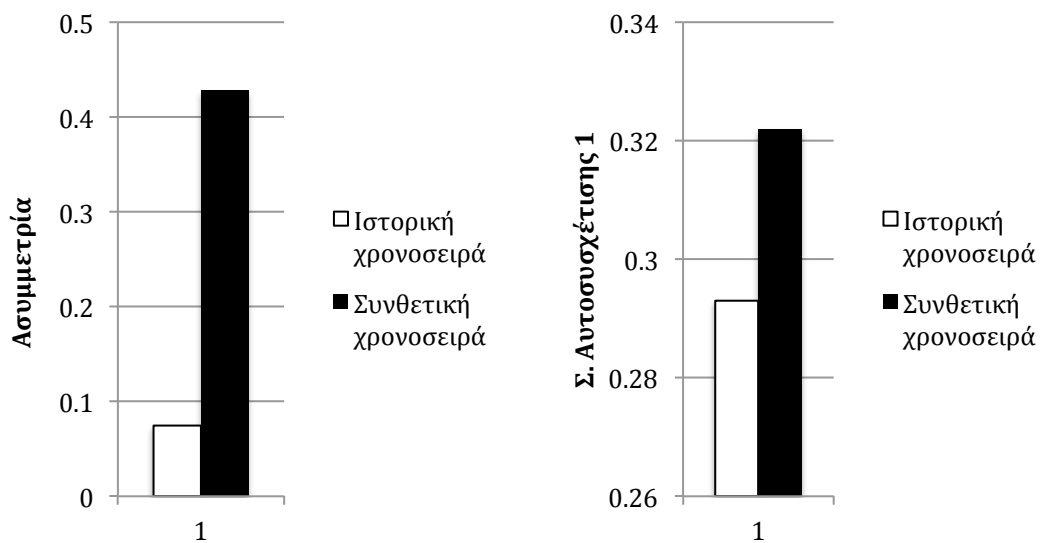 Ασυμμετρία
0.5
0.4
0.3
0.2
0.1
0
1
Ιστορική
χρονοσειρά
Συνθετική
χρονοσειρά
Σ. Αυτοσυσχέτισης 1
0.34
0.32
0.3
0.28
0.26
1
Ιστορική
χρονοσειρά
Συνθετική
χρονοσειρά